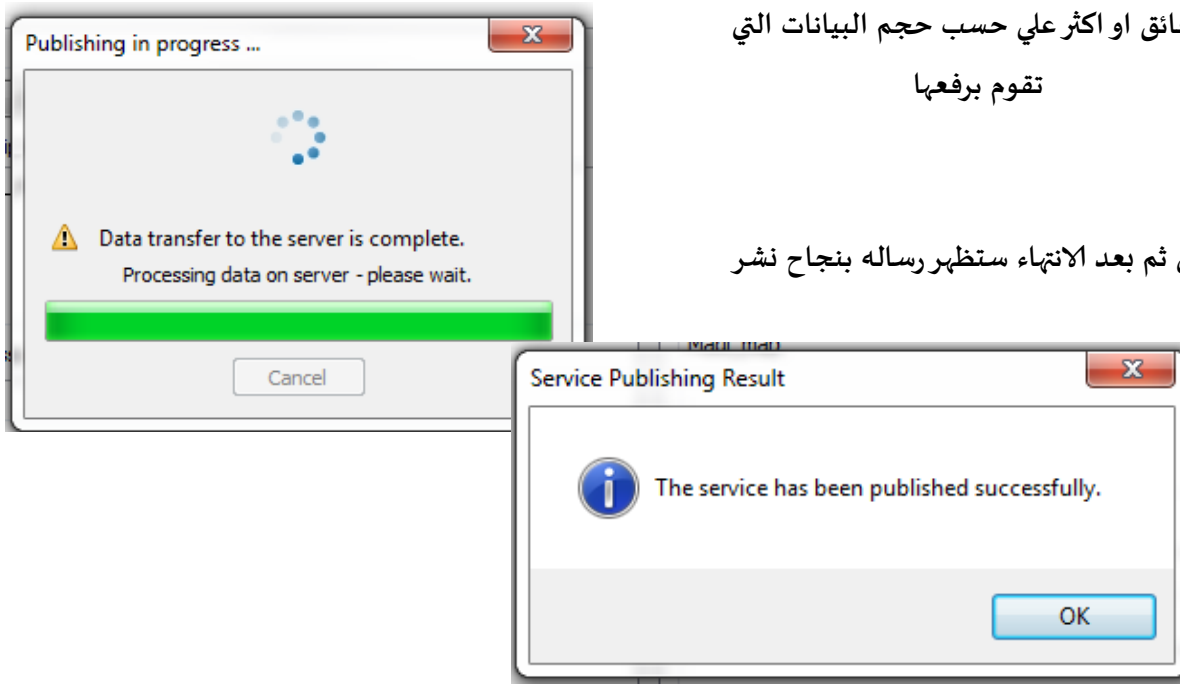 Publishing in progress ...
او اكثر علي حسب حجم البيانات التي
تقوم برفعها
Data transfer to the server is complete.
Processing data on server - please wait.
ثم بعد الانتهاء ستظهر رساله بنجاح نشر
Cancel
Service Publishing Result
The service has been published successfully.
OK